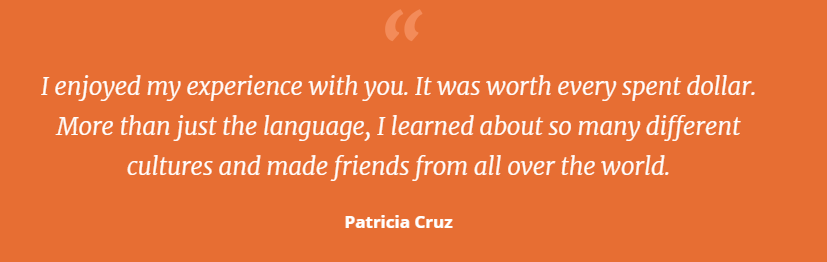 “
I enjoyed my experience with you. It was worth every spent dollar.
More than just the language, I learned about so many different
cultures and made friends from all over the world.
Patricia Cruz